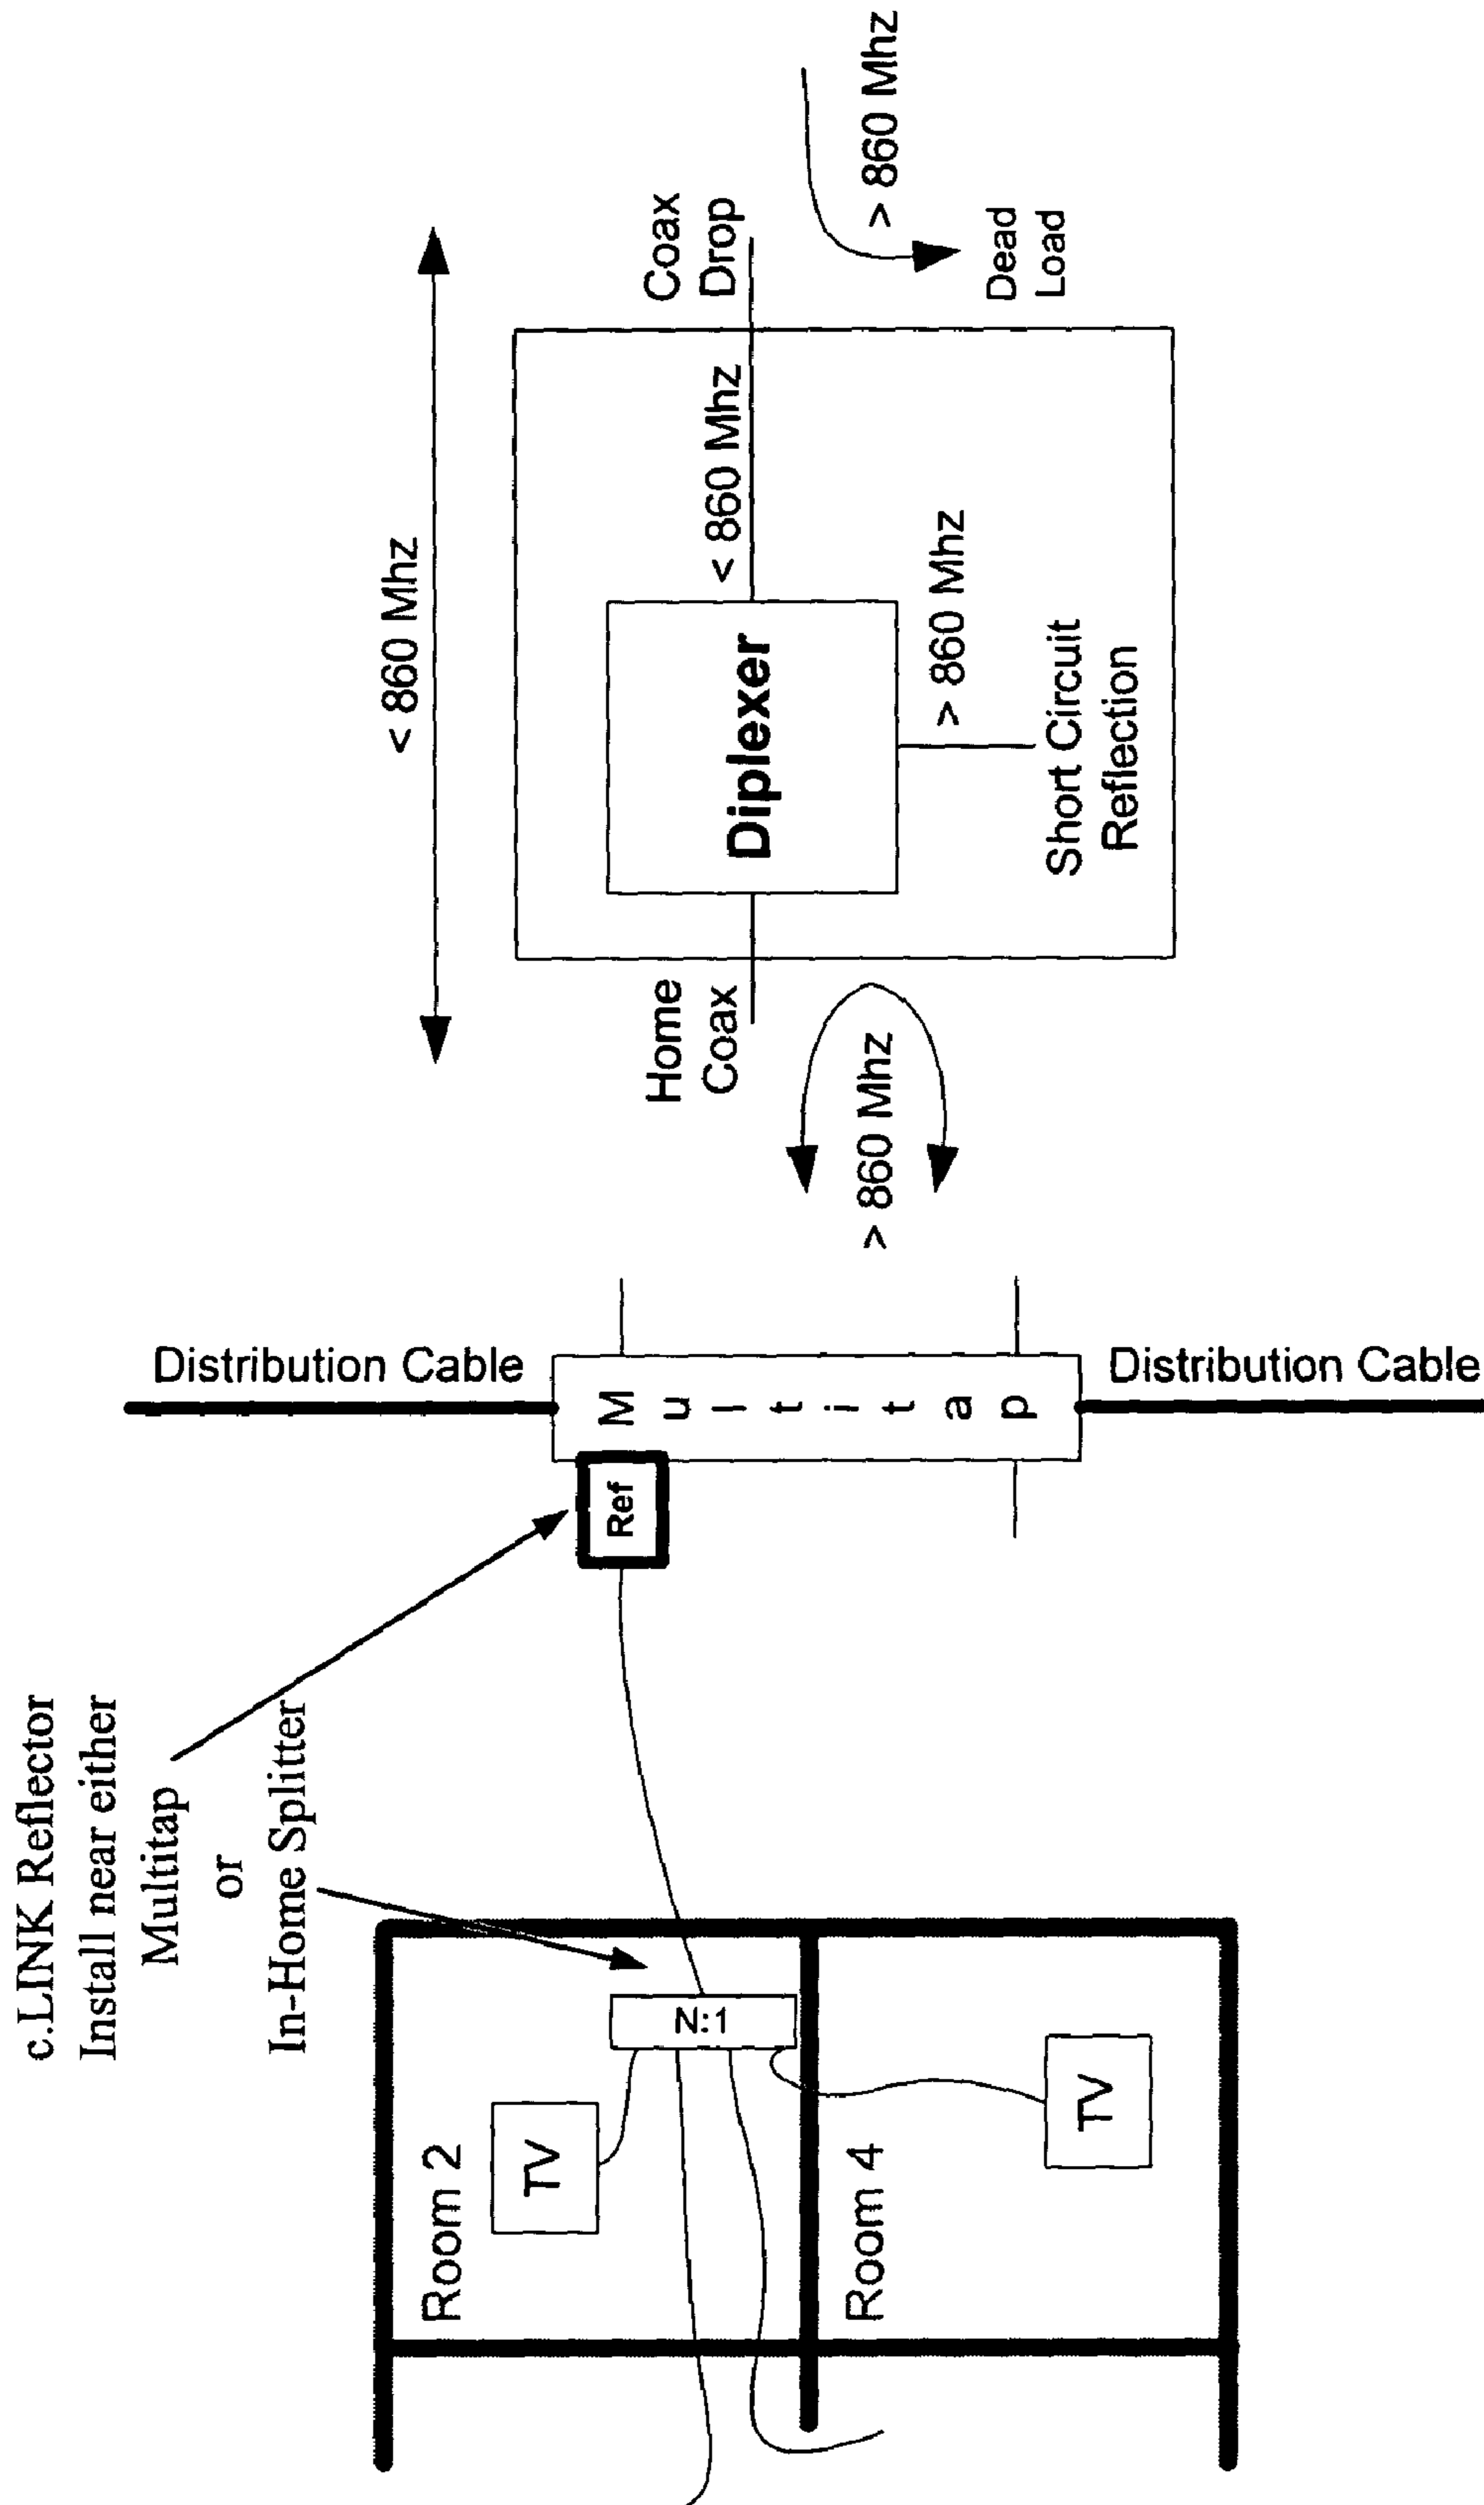 c.LINK Reflector
Install near either
Multitap
or
In-Home Splitter
Room 2
TV
N:1
Room 4
TV
Ref
Distribution Cable
Multitap
Distribution Cable
< 860 Mhz
Home
Coax
> 860 Mhz
Diplexer
< 860 Mhz
> 860 Mhz
Short Circuit
Reflection
Coax
Drop
> 860 Mhz
Dead
Load